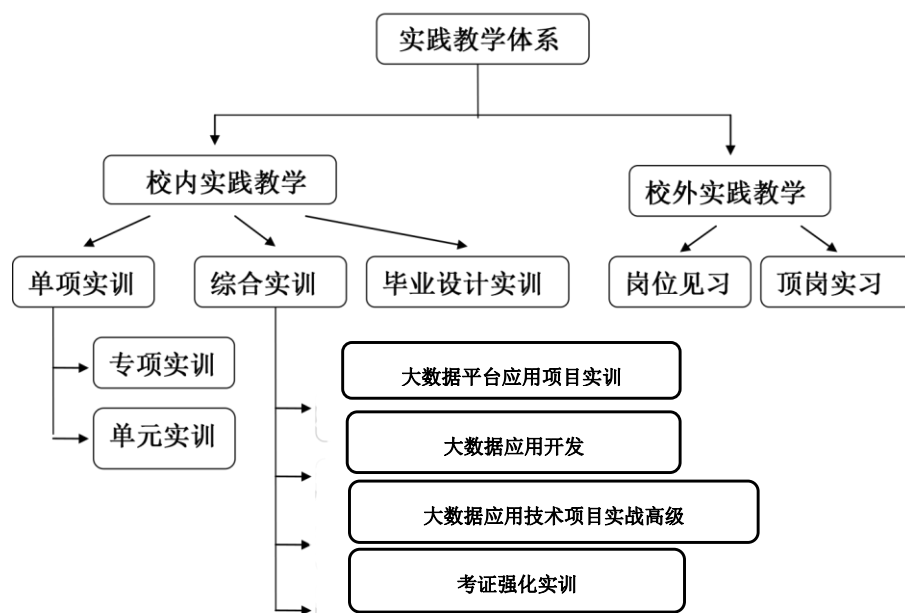 实践教学体系
校内实践教学
校外实践教学
单项实训
综合实训
毕业设计实训
岗位见习
顶岗实习
专项实训
单元实训
大数据平台应用项目实训
大数据应用开发
大数据应用技术项目实战高级
考证强化实训